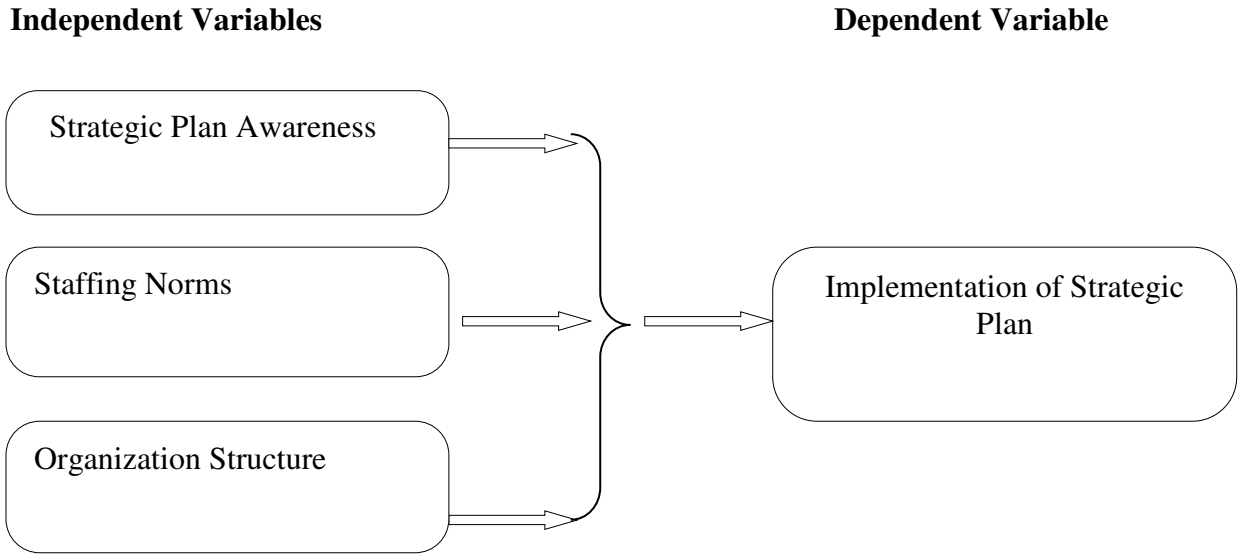 Independent Variables
Dependent Variable
Strategic Plan Awareness
Staffing Norms
Organization Structure
Implementation of Strategic
Plan